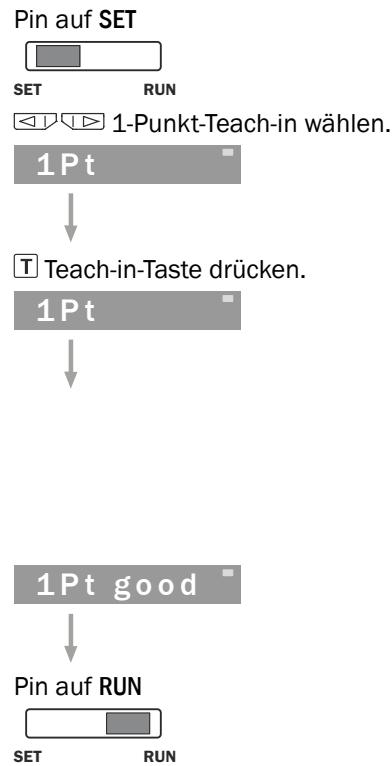 Pin auf SET
SET RUN
1-Punkt-Teach-in wählen.
1Pt
T Teach-in-Taste drücken.
1Pt
1Pt good
Pin auf RUN
SET RUN